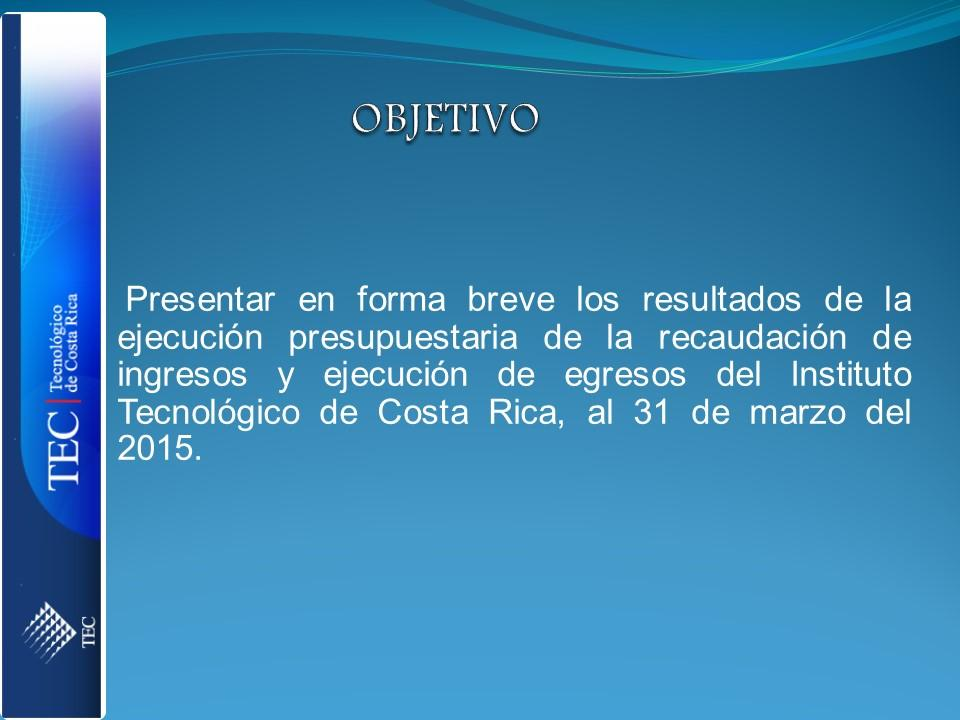 OBJETIVO
Presentar en forma breve los resultados de la
ejecución presupuestaria de la recaudación de
ingresos y ejecución de egresos del Instituto
Tecnológico de Costa Rica, al 31 de marzo del
2015.
TEC | Tecnológico
de Costa Rica
TEC